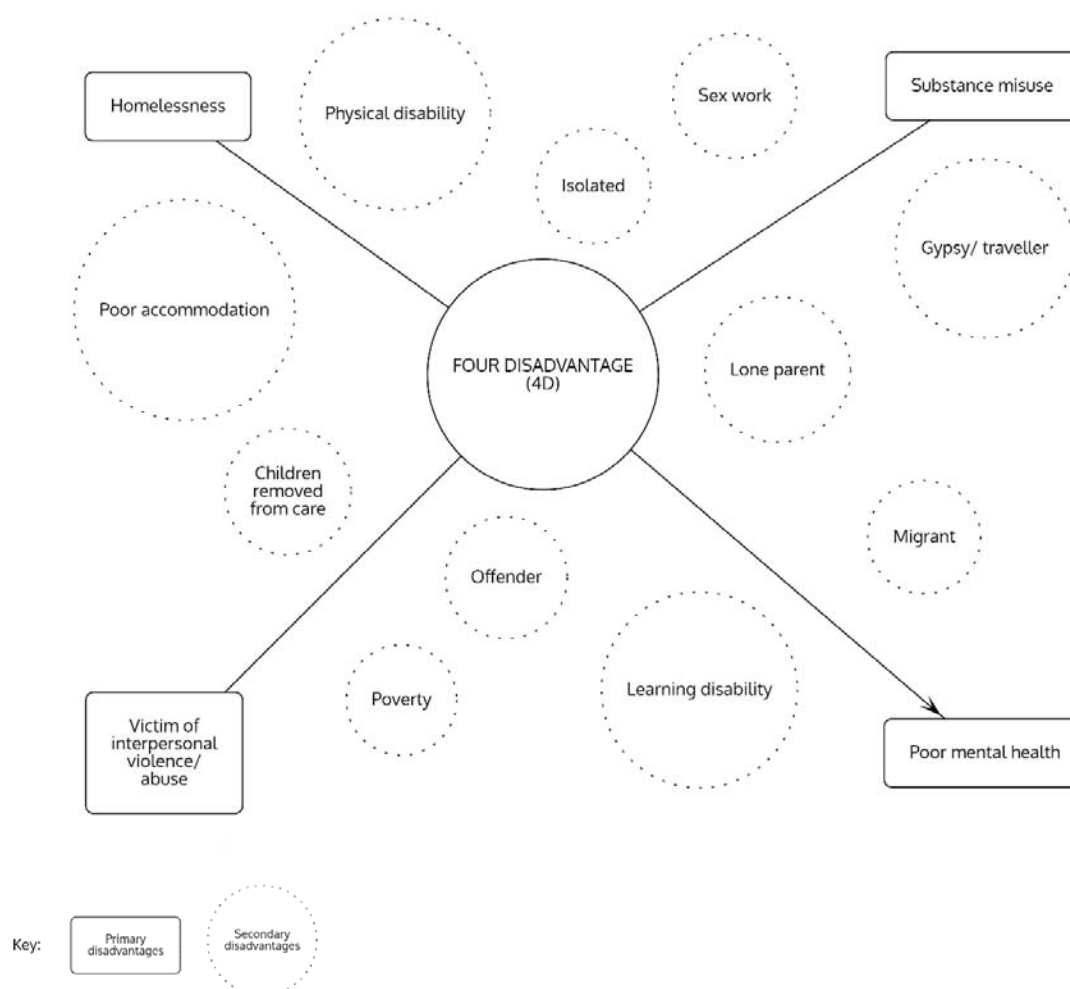 Homelessness
Physical disability
Sex work
Substance misuse
Isolated
Gypsy/ traveller
Poor accommodation
FOUR DISADVANTAGE
(4D)
Lone parent
Children
removed
from care
Offender
Migrant
Poverty
Learning disability
Victim of
interpersonal
violence/
abuse
Poor mental health
Key:
Primary
disadvantages
Secondary
disadvantages